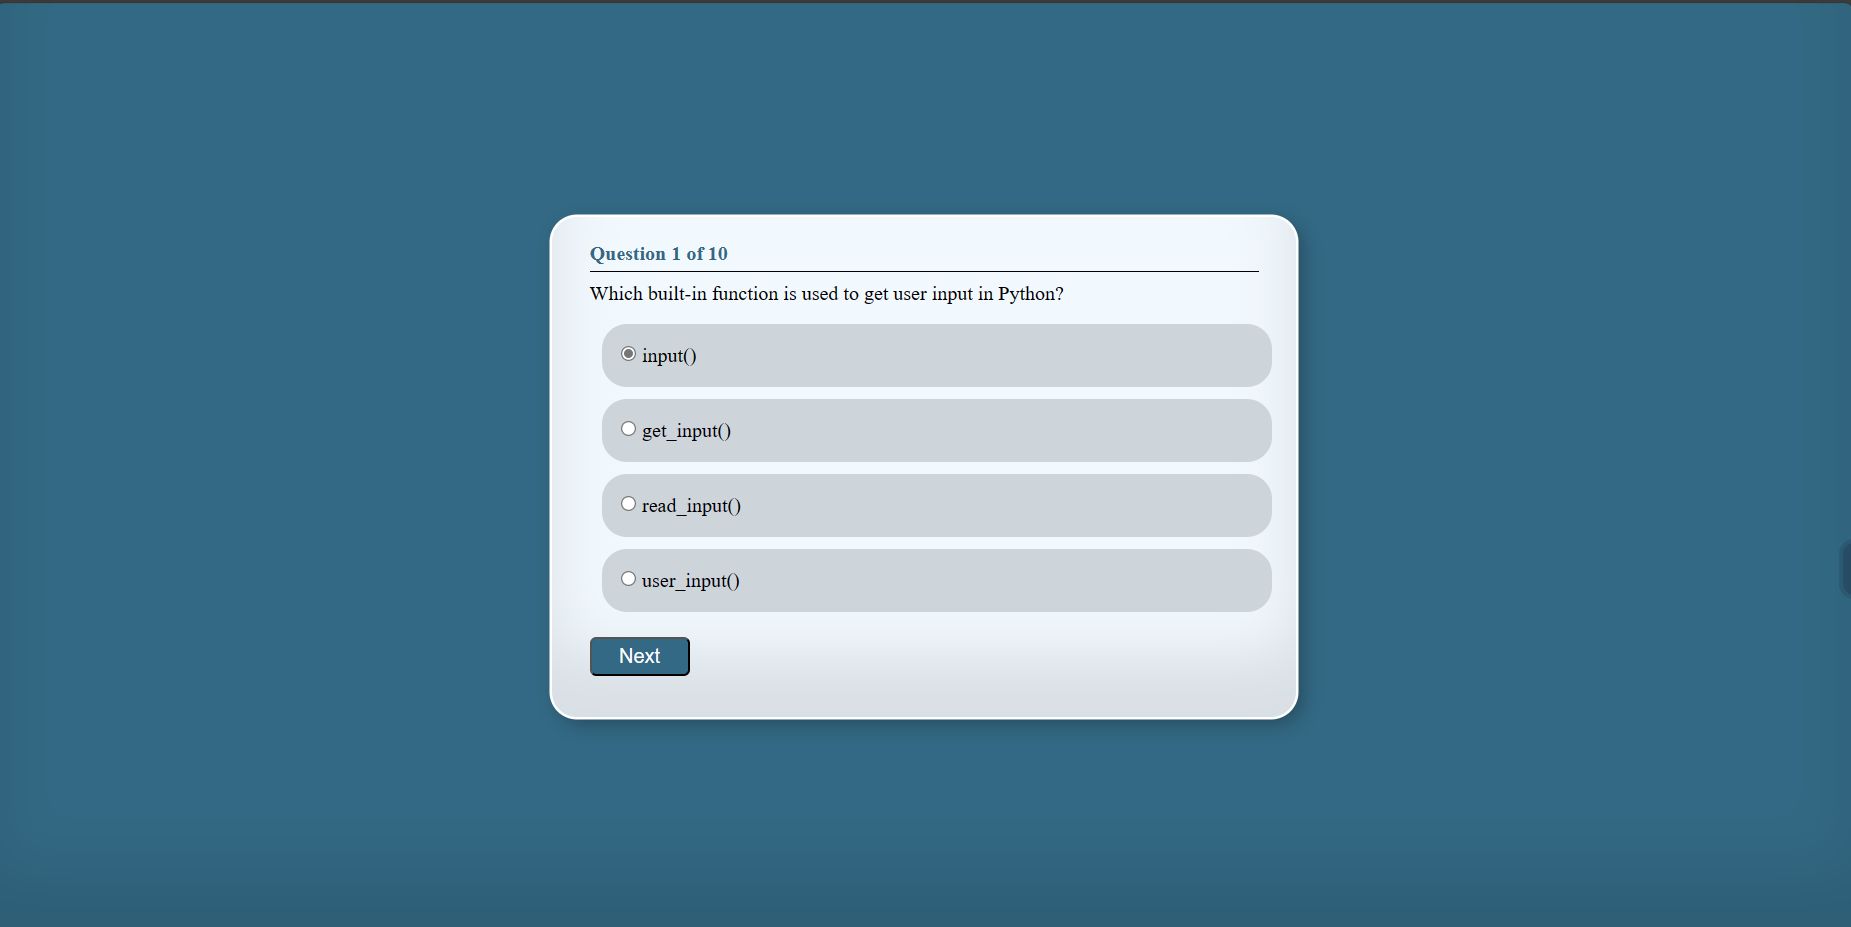 Question 1 of 10
Which built-in function is used to get user input in Python?
input()
get_input()
read_input()
user_input()
Next